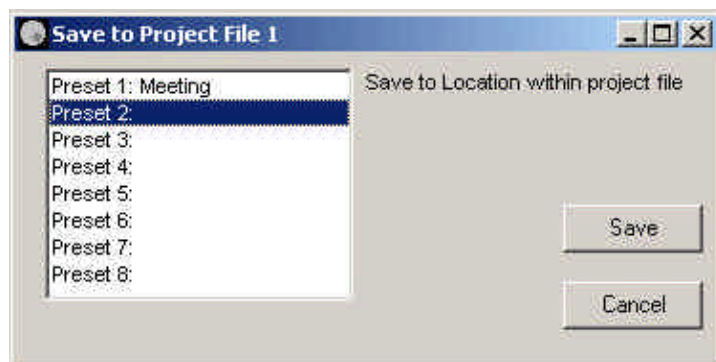 Save to Project File 1
Preset 1: Meeting
Preset 2:
Preset 3:
Preset 4:
Preset 5:
Preset 6:
Preset 7:
Preset 8:
Save to Location within project file
Save
Cancel